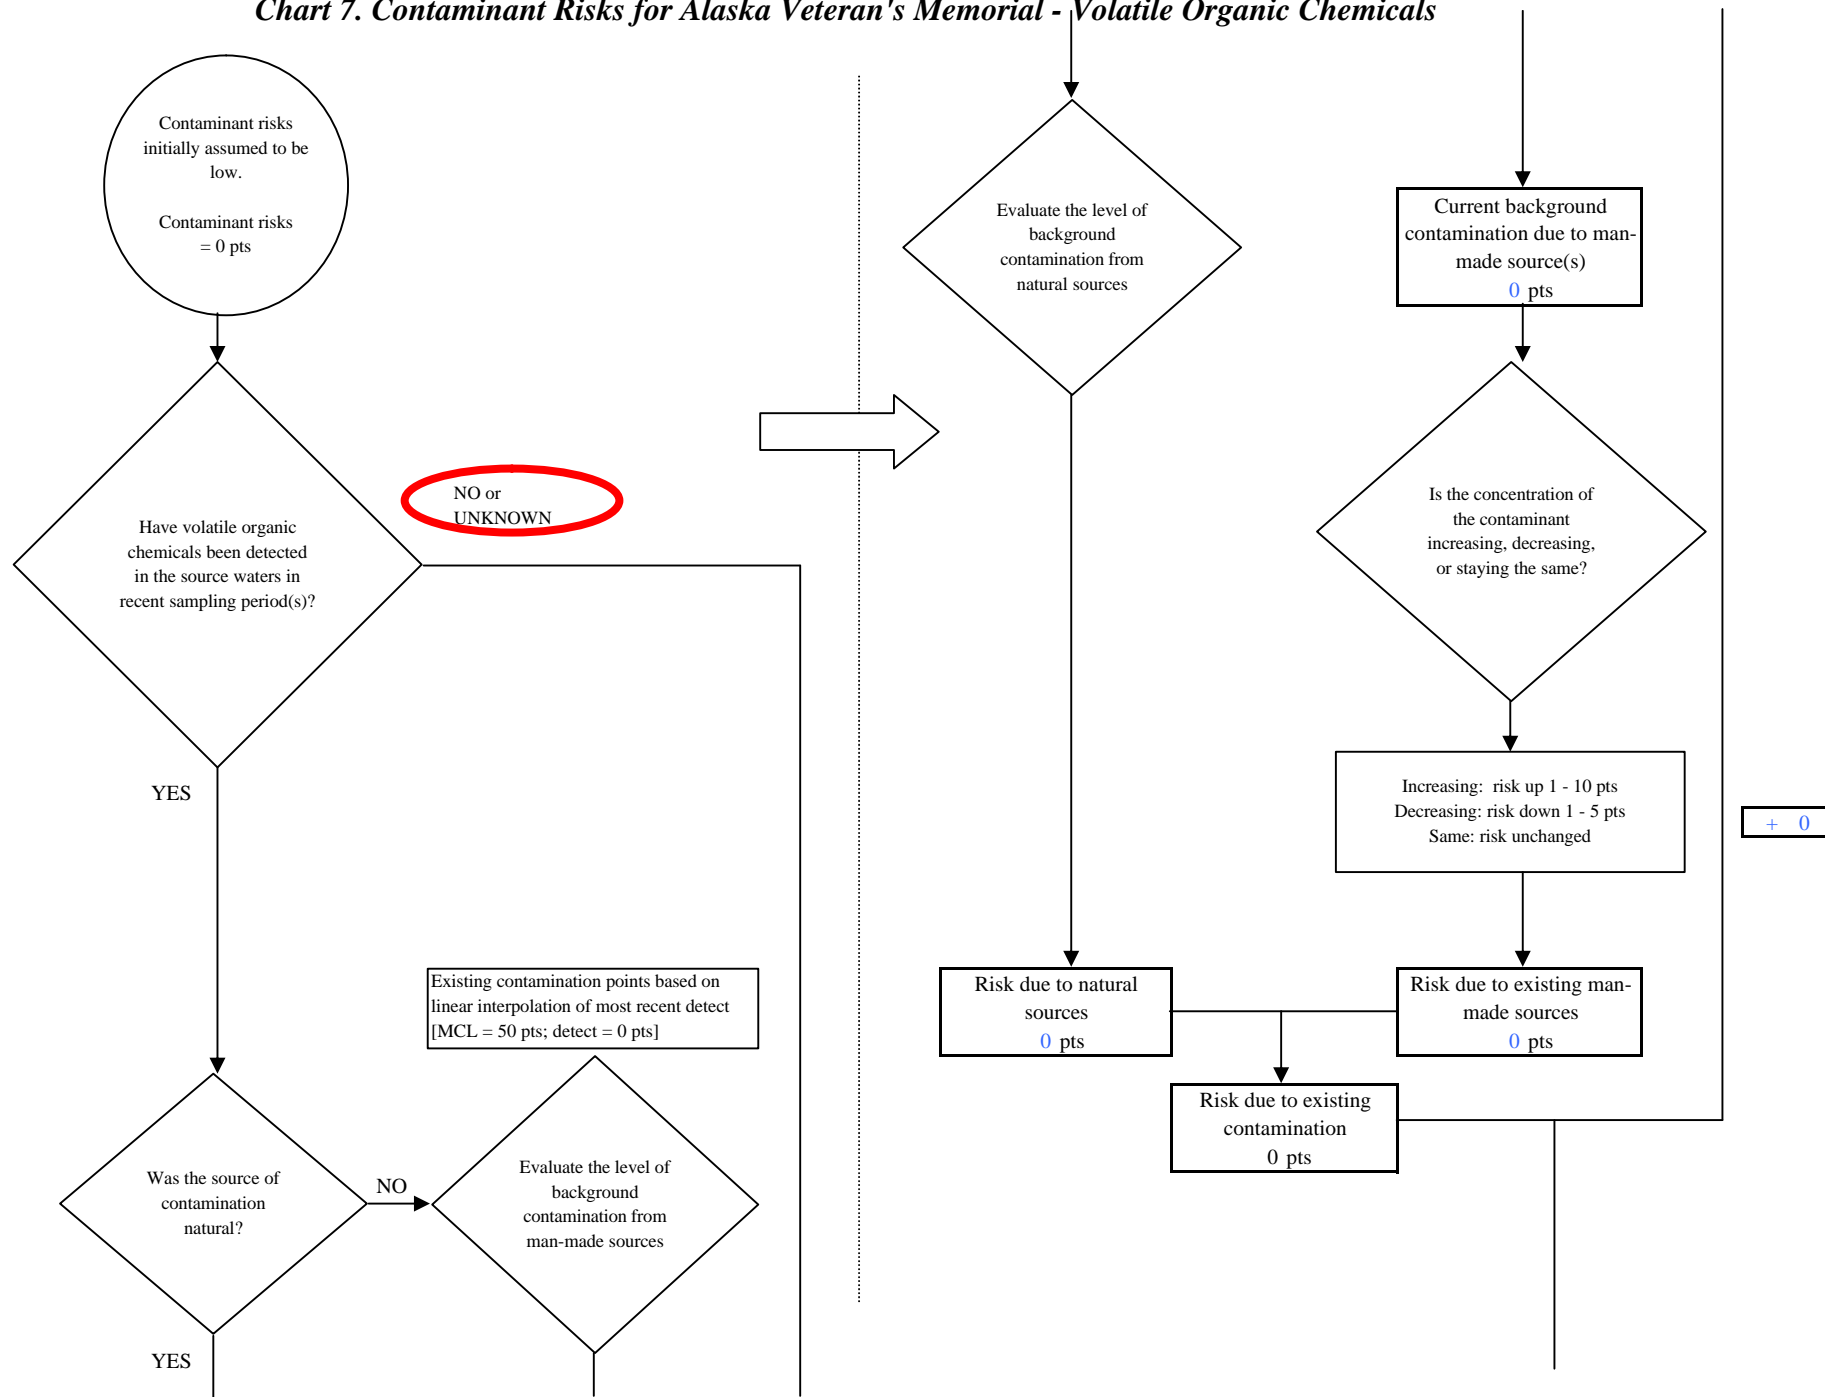 Chart 7. Contaminant Risks for Alaska Veteran's Memorial - Volatile Organic Chemicals
Contaminant risks
initially assumed to be
low.
Contaminant risks
= 0 pts
Have volatile organic
chemicals been detected
in the source waters in
recent sampling period(s)?
NO or
UNKNOWN
YES
Existing contamination points based on
linear interpolation of most recent detect
[MCL = 50 pts; detect = 0 pts]
Was the source of
contamination
natural?
NO
Evaluate the level of
background
contamination from
man-made sources
YES
Evaluate the level of
background
contamination from
natural sources
Current background
contamination due to man-
made source(s)
0 pts
Is the concentration of
the contaminant
increasing, decreasing,
or staying the same?
Increasing: risk up 1 - 10 pts
Decreasing: risk down 1 - 5 pts
Same: risk unchanged
+ 0
Risk due to natural
sources
0 pts
Risk due to existing man-
made sources
0 pts
Risk due to existing
contamination
0 pts